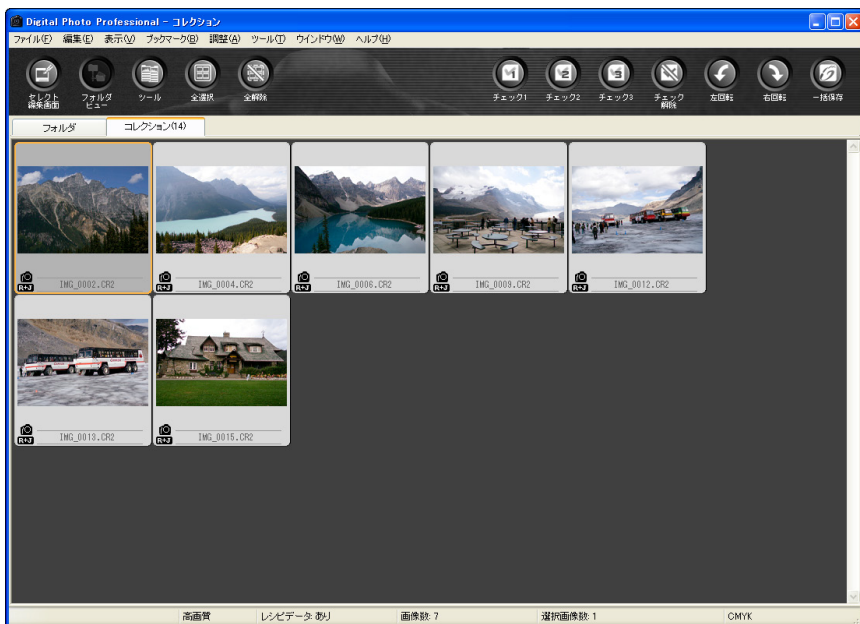 Digital Photo Professional - コレクション
ファイル(F) 編集(E) 表示(V) ブックマーク(B) 調整(A) ツール(T) ウインドウ(W) ヘルプ(H)
セレクト編集画面 フォルダビュー ツール 全選択 全解除 チェック1 チェック2 チェック3 チェック解除 左回転 右回転 一括保存
フォルダ コレクション(14)
R+J IMG_0002.CR2 R+J IMG_0004.CR2 R+J IMG_0006.CR2 R+J IMG_0009.CR2 R+J IMG_0012.CR2
R+J IMG_0013.CR2 R+J IMG_0015.CR2
高画質 レシピデータ: あり 画像数: 7 選択画像数: 1 CMYK